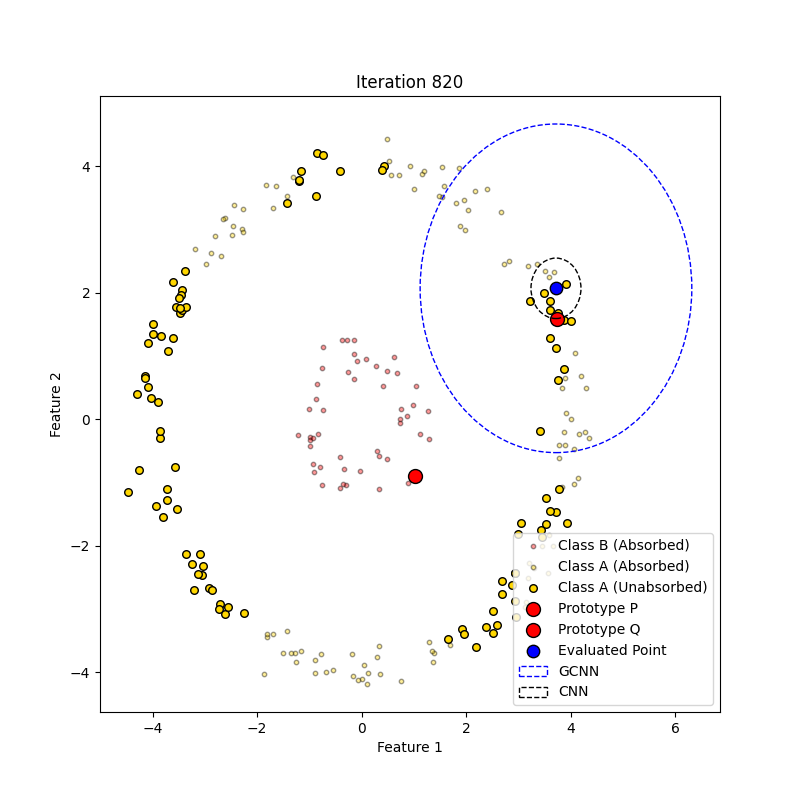 Iteration 820
Feature 2
4
2
0
−2
−4
−4
−2
0
2
4
6
Feature 1
Class B (Absorbed)
Class A (Absorbed)
Class A (Unabsorbed)
Prototype P
Prototype Q
Evaluated Point
GCNN
CNN